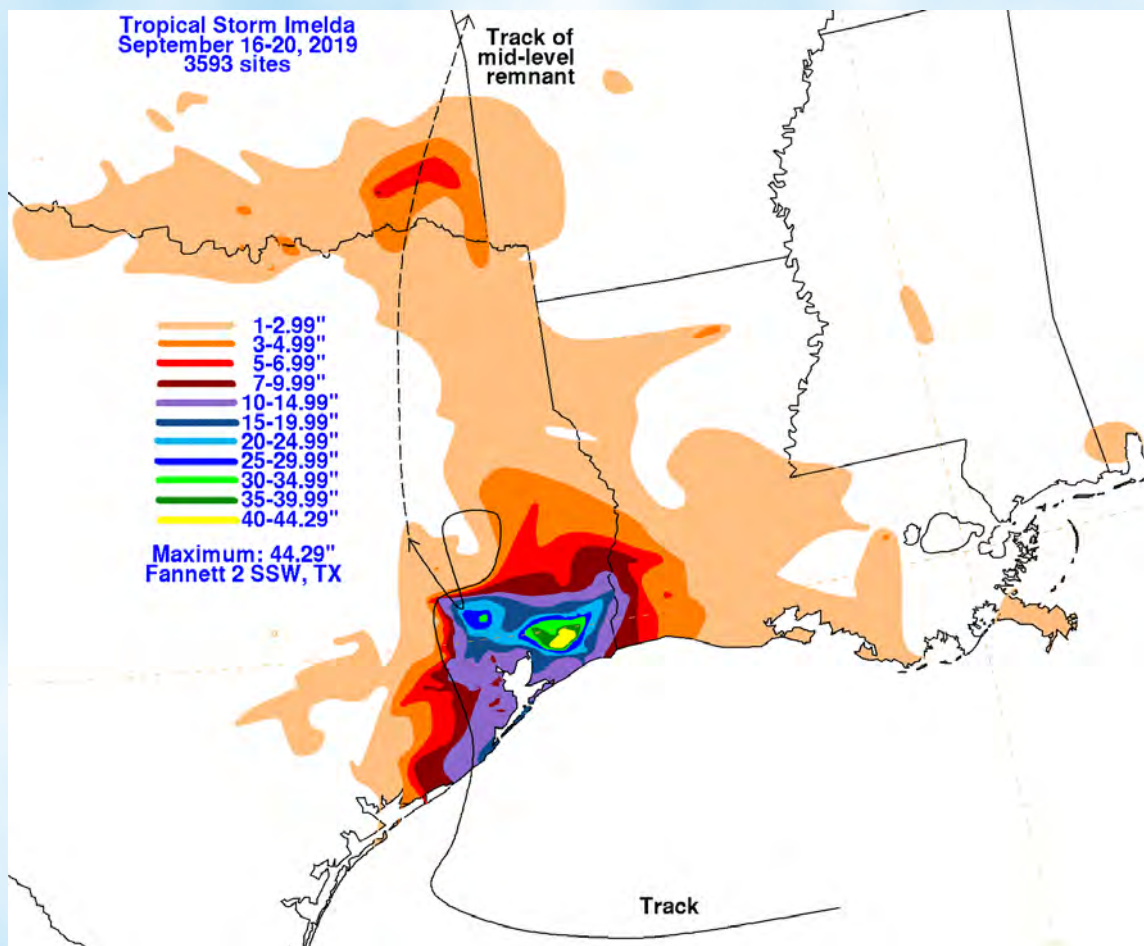 Tropical Storm Imelda
September 16-20, 2019
3593 sites
Track of
mid-level
remnant
1-2.99"
3-4.99"
5-6.99"
7-9.99"
10-14.99"
15-19.99"
20-24.99"
25-29.99"
30-34.99"
35-39.99"
40-44.29"
Maximum: 44.29"
Fannett 2 SSW, TX
Track